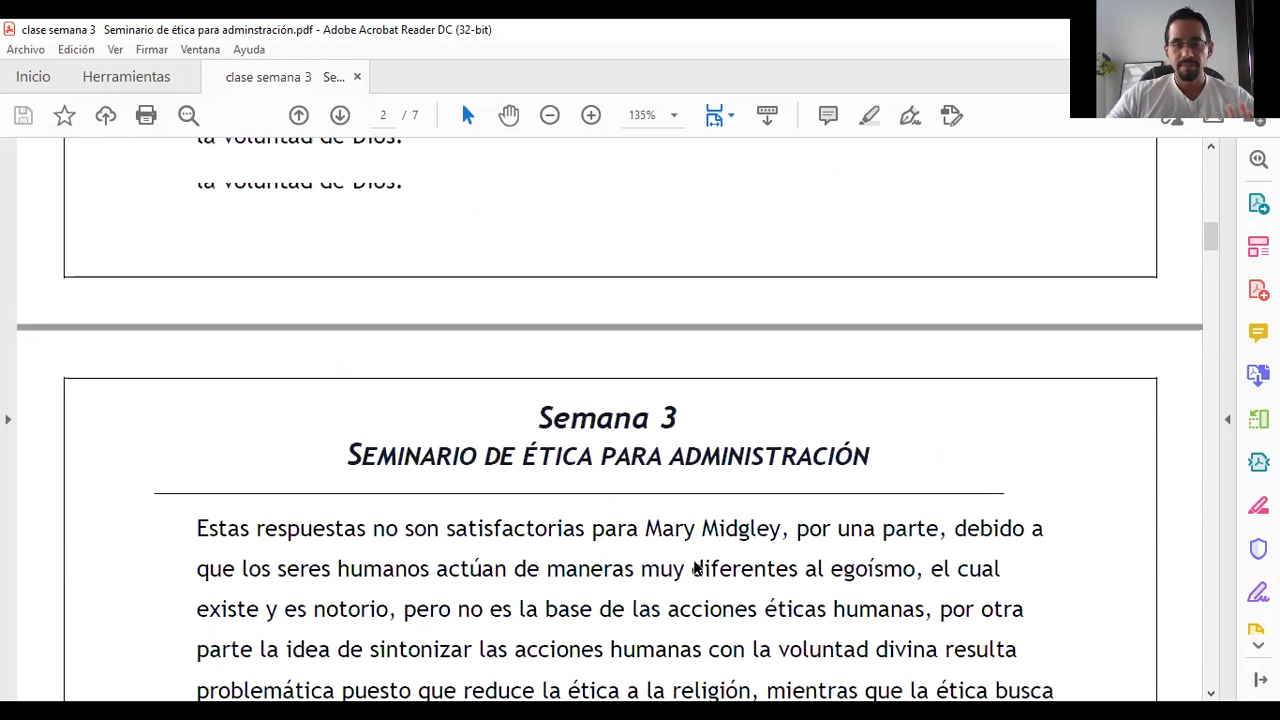 clase semana 3 Seminario de ética para adminstración.pdf - Adobe Acrobat Reader DC (32-bit)
Archivo Edición Ver Firmar Ventana Ayuda
Inicio Herramientas clase semana 3 Se... ×
2 / 7 135%
la voluntad de Dios.
la voluntad de Dios.
Semana 3
SEMINARIO DE ÉTICA PARA ADMINISTRACIÓN
Estas respuestas no son satisfactorias para Mary Midgley, por una parte, debido a
que los seres humanos actúan de maneras muy diferentes al egoísmo, el cual
existe y es notorio, pero no es la base de las acciones éticas humanas, por otra
parte la idea de sintonizar las acciones humanas con la voluntad divina resulta
problemática puesto que reduce la ética a la religión, mientras que la ética busca